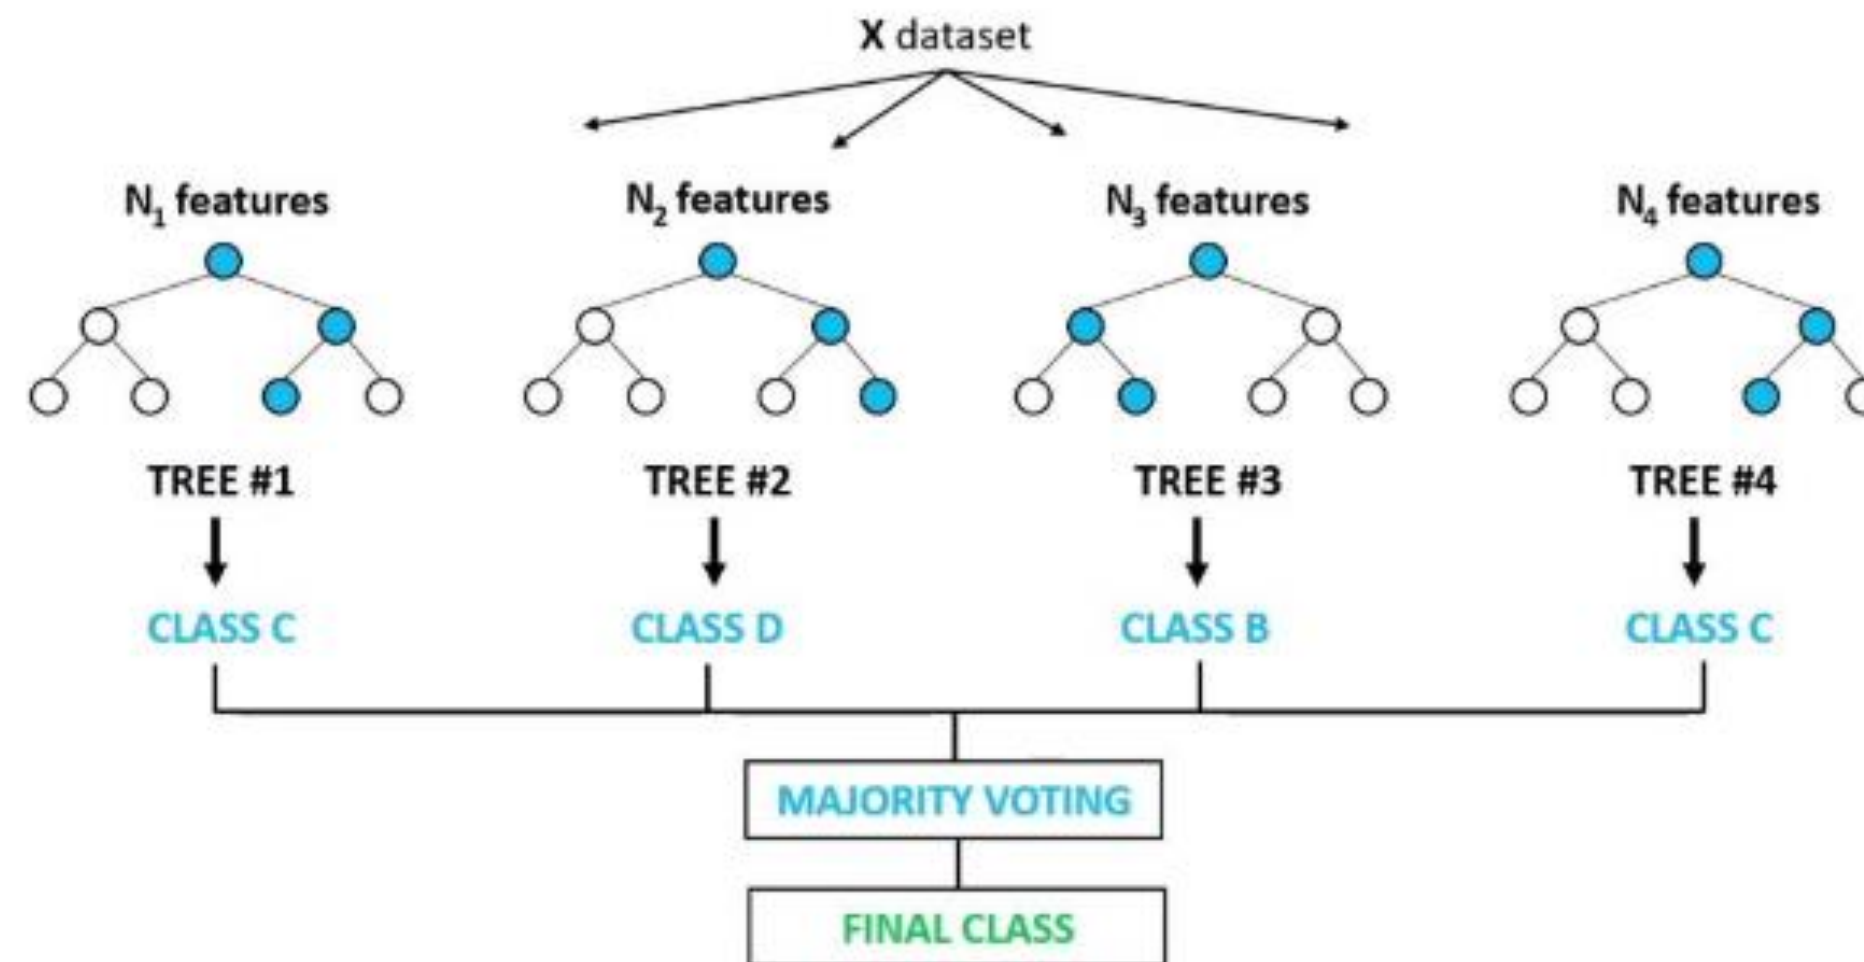 X dataset
N₁ features N₂ features N₃ features N₄ features
TREE #1 TREE #2 TREE #3 TREE #4
CLASS C CLASS D CLASS B CLASS C
MAJORITY VOTING
FINAL CLASS